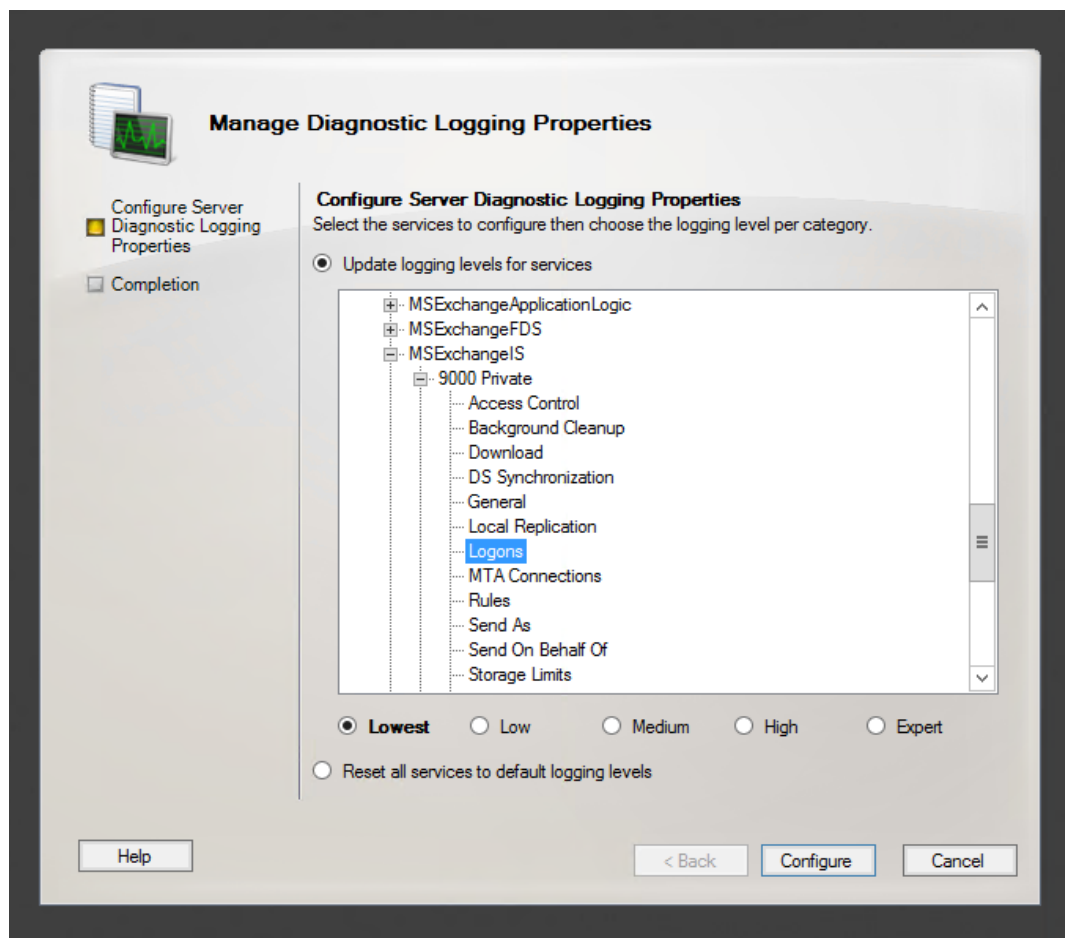 Manage Diagnostic Logging Properties
Configure Server
Diagnostic Logging
Properties
Completion
Configure Server Diagnostic Logging Properties
Select the services to configure then choose the logging level per category.
Update logging levels for services
MSExchangeApplicationLogic
MSExchangeFDS
MSExchangeIS
9000 Private
Access Control
Background Cleanup
Download
DS Synchronization
General
Local Replication
Logons
MTA Connections
Rules
Send As
Send On Behalf Of
Storage Limits
Lowest Low Medium High Expert
Reset all services to default logging levels
Help < Back Configure Cancel